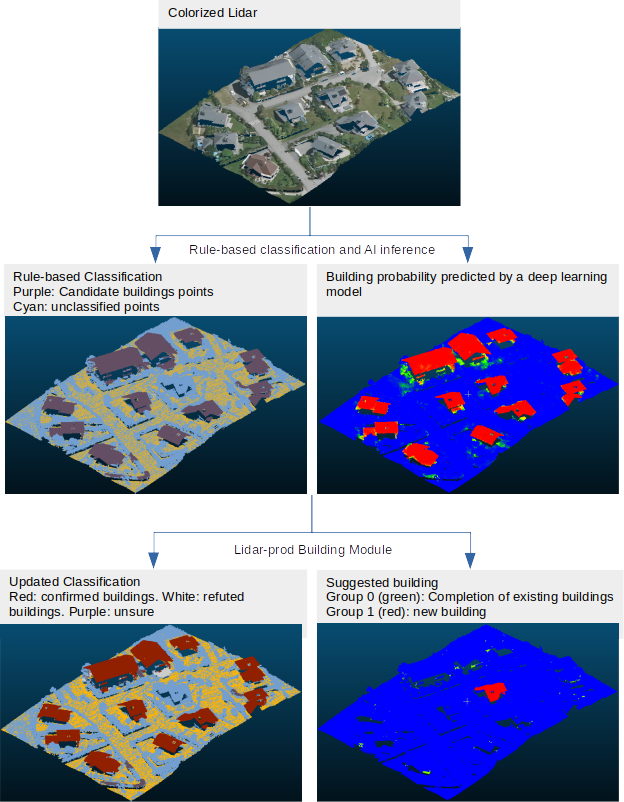 Colorized Lidar
Rule-based classification and AI inference
Rule-based Classification
Purple: Candidate buildings points
Cyan: unclassified points
Building probability predicted by a deep learning
model
Lidar-prod Building Module
Updated Classification
Red: confirmed buildings. White: refuted
buildings. Purple: unsure
Suggested building
Group 0 (green): Completion of existing buildings
Group 1 (red): new building